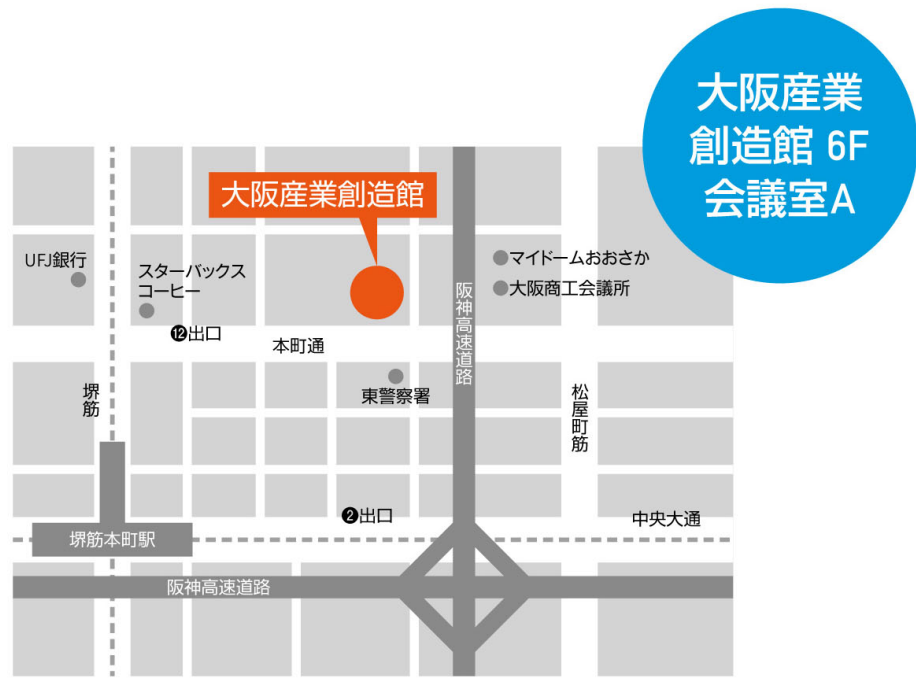 大阪産業
創造館 6F
会議室A
大阪産業創造館
UFJ銀行
スターバックス
コーヒー
マイドームおおさか
大阪商工会議所
阪神高速道路
⓬出口
本町通
東警察署
堺筋
松屋町筋
❷出口
中央大通
堺筋本町駅
阪神高速道路